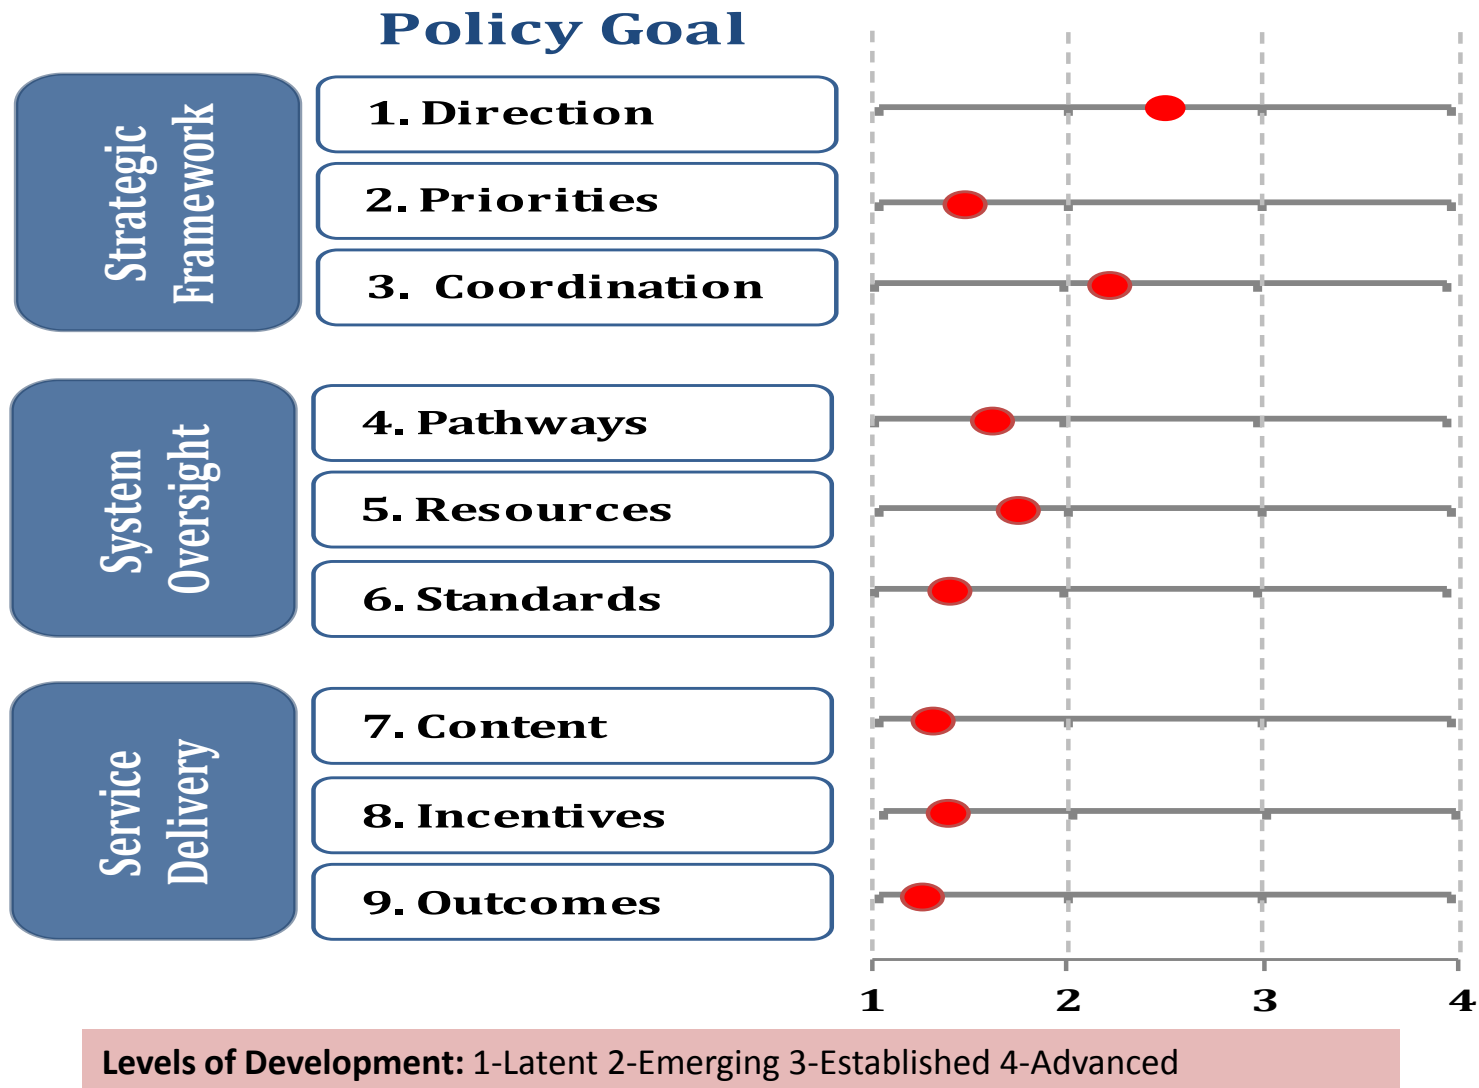 Policy Goal
Strategic
Framework
1. Direction
2. Priorities
3. Coordination
System
Oversight
4. Pathways
5. Resources
6. Standards
Service
Delivery
7. Content
8. Incentives
9. Outcomes
1 2 3 4
Levels of Development: 1-Latent 2-Emerging 3-Established 4-Advanced